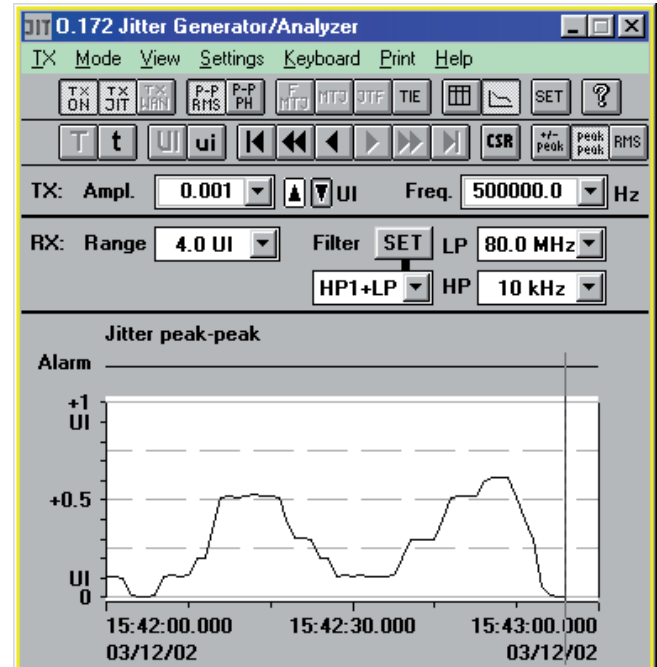 JIT O.172 Jitter Generator/Analyzer
TX Mode View Settings Keyboard Print Help
TX ON TX JIT TX WAN P-P RMS P-P PH F MTJ MTJ JTF TIE SET ?
T t UI ui CSR +/- peak peak peak RMS
TX: Ampl. 0.001 UI Freq. 500000.0 Hz
RX: Range 4.0 UI Filter SET LP 80.0 MHz
HP1+LP HP 10 kHz
Jitter peak-peak
Alarm
+1
UI
+0.5
UI
0
15:42:00.000 15:42:30.000 15:43:00.000
03/12/02 03/12/02